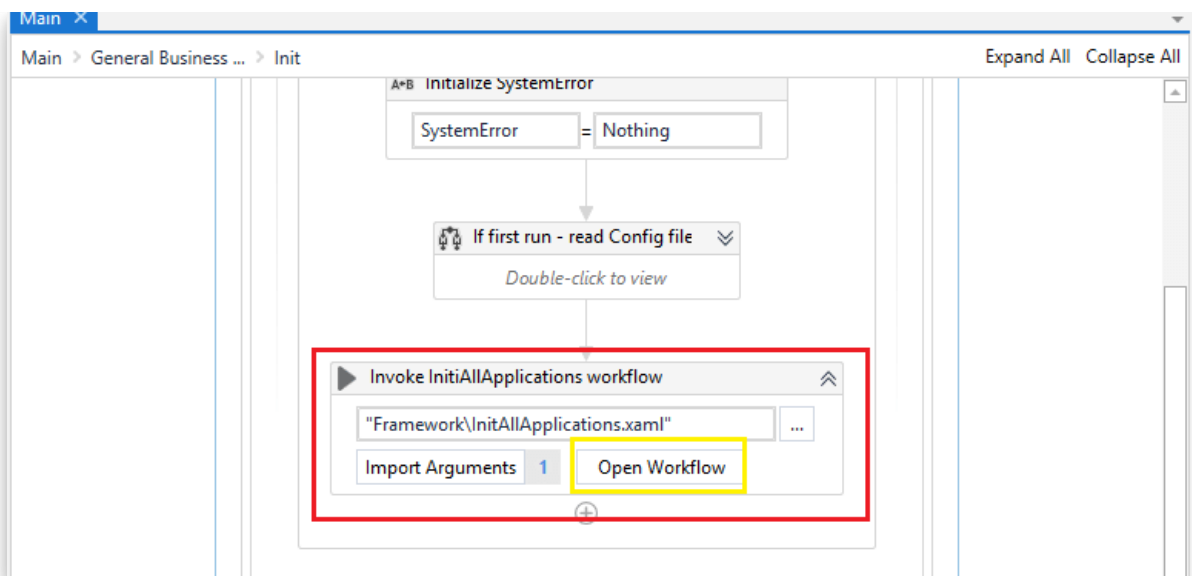 Main ×
Main > General Business ... > Init Expand All Collapse All
A+B Initialize SystemError
SystemError = Nothing
If first run - read Config file
Double-click to view
Invoke InitiAllApplications workflow
"Framework\InitAllApplications.xaml" ...
Import Arguments 1 Open Workflow